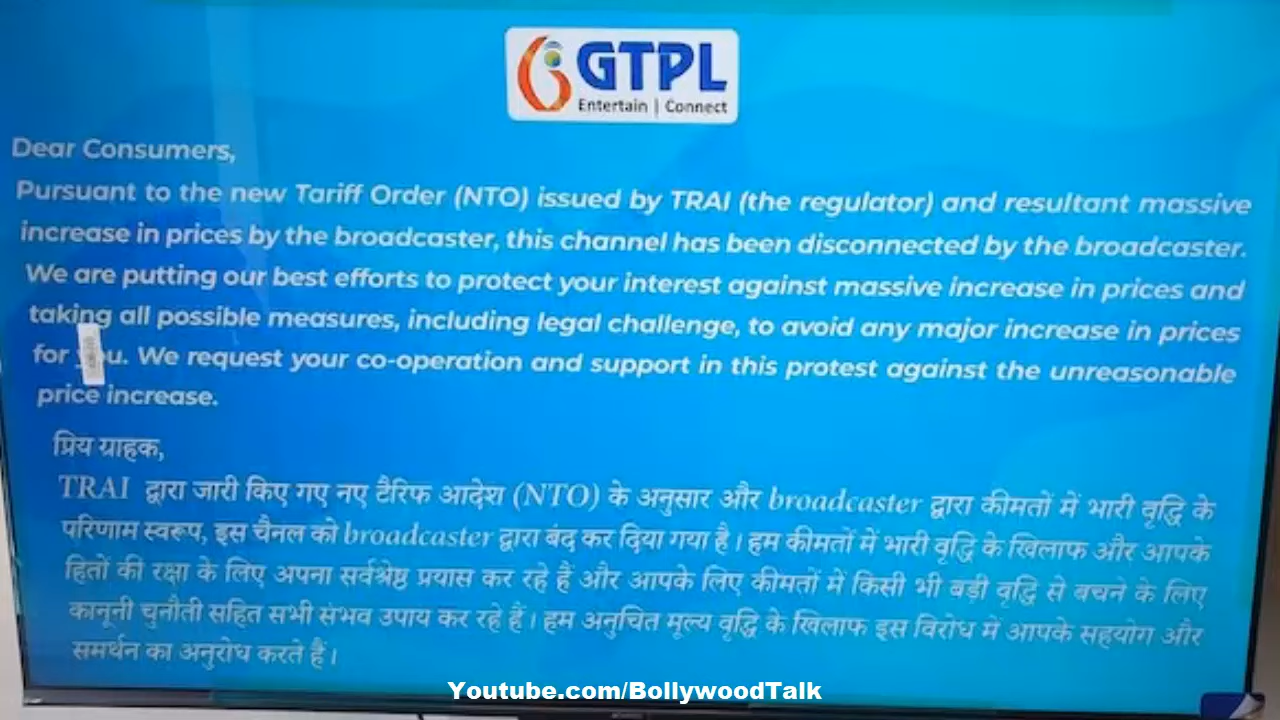 GTPL
Entertain | Connect
Dear Consumers,
Pursuant to the new Tariff Order (NTO) issued by TRAI (the regulator) and resultant massive
increase in prices by the broadcaster, this channel has been disconnected by the broadcaster.
We are putting our best efforts to protect your interest against massive increase in prices and
taking all possible measures, including legal challenge, to avoid any major increase in prices
for you. We request your co-operation and support in this protest against the unreasonable
price increase.
प्रिय ग्राहक,
TRAI द्वारा जारी किए गए नए टैरिफ आदेश (NTO) के अनुसार और broadcaster द्वारा कीमतों में भारी वृद्धि के
परिणाम स्वरूप, इस चैनल को broadcaster द्वारा बंद कर दिया गया है। हम कीमतों में भारी वृद्धि के खिलाफ और आपके
हितों की रक्षा के लिए अपना सर्वश्रेष्ठ प्रयास कर रहे हैं और आपके लिए कीमतों में किसी भी बड़ी वृद्धि से बचने के लिए
कानूनी चुनौती सहित सभी संभव उपाय कर रहे हैं। हम अनुचित मूल्य वृद्धि के खिलाफ इस विरोध में आपके सहयोग और
समर्थन का अनुरोध करते हैं।
Youtube.com/BollywoodTalk